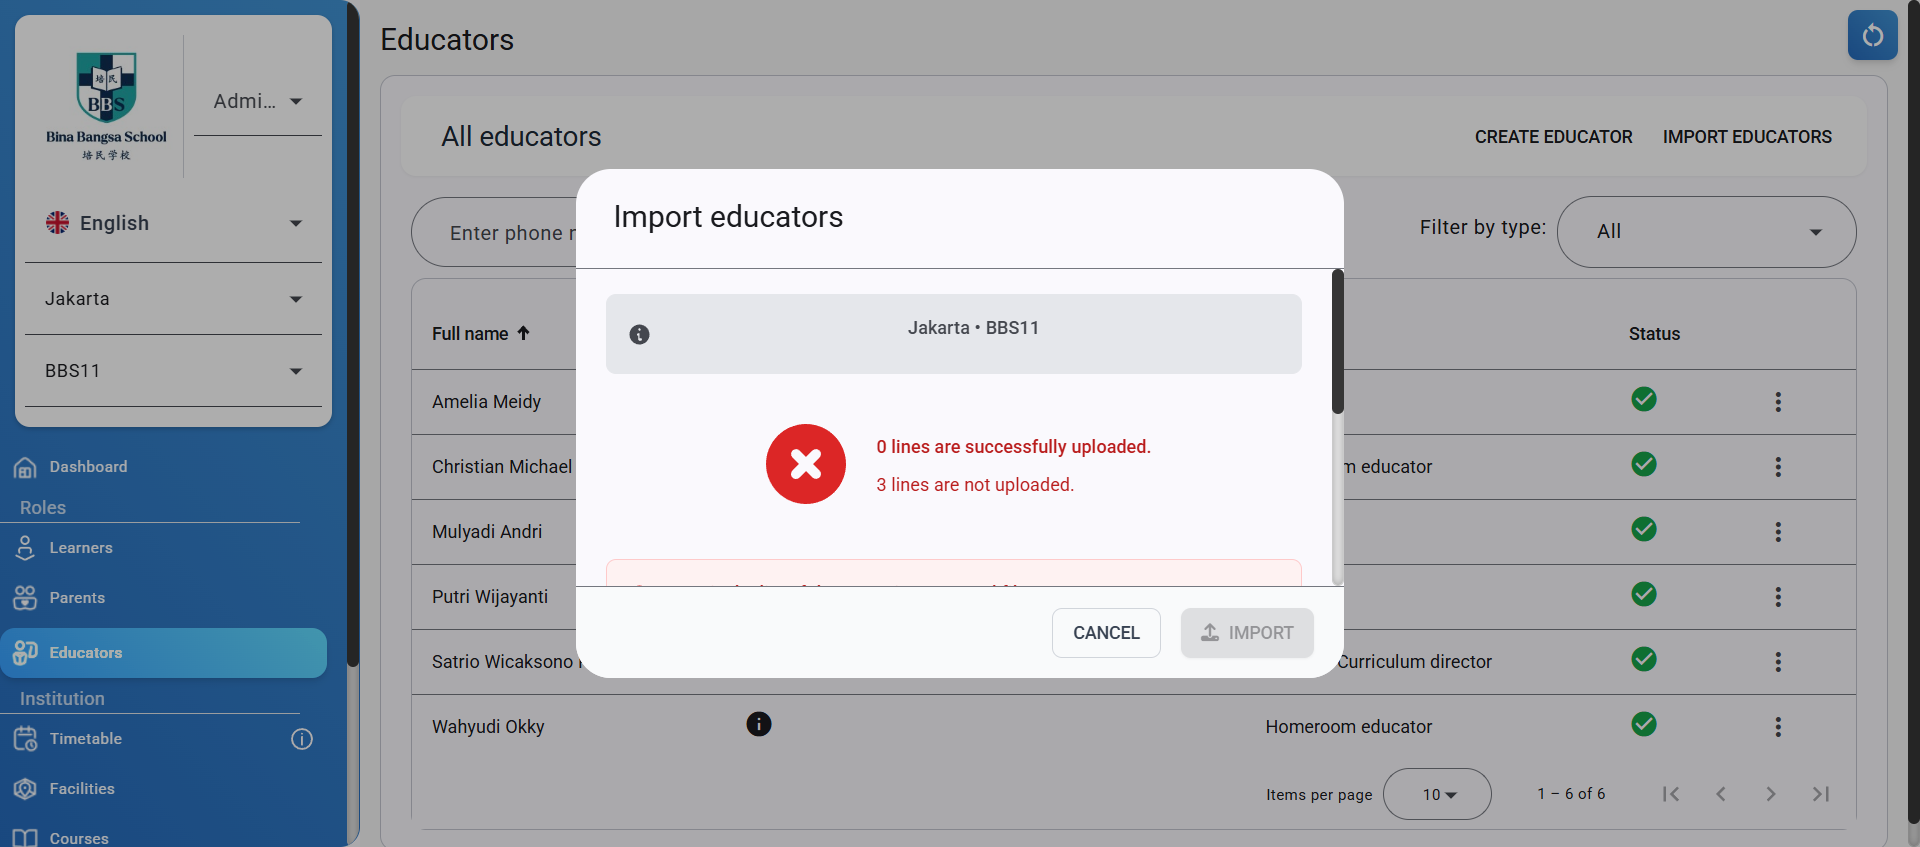 培 民
BBS
Bina Bangsa School
培民学校
Admi...
English
Jakarta
BBS11
Dashboard
Roles
Learners
Parents
Educators
Institution
Timetable
Facilities
Courses
Educators
All educators
CREATE EDUCATOR
IMPORT EDUCATORS
Enter phone
Filter by type:
All
Full name
Status
Amelia Meidy
Christian Michael
educator
Mulyadi Andri
Putri Wijayanti
Satrio Wicaksono
Curriculum director
Wahyudi Okky
Homeroom educator
Items per page
10
1 – 6 of 6
Import educators
Jakarta • BBS11
0 lines are successfully uploaded.
3 lines are not uploaded.
CANCEL
IMPORT